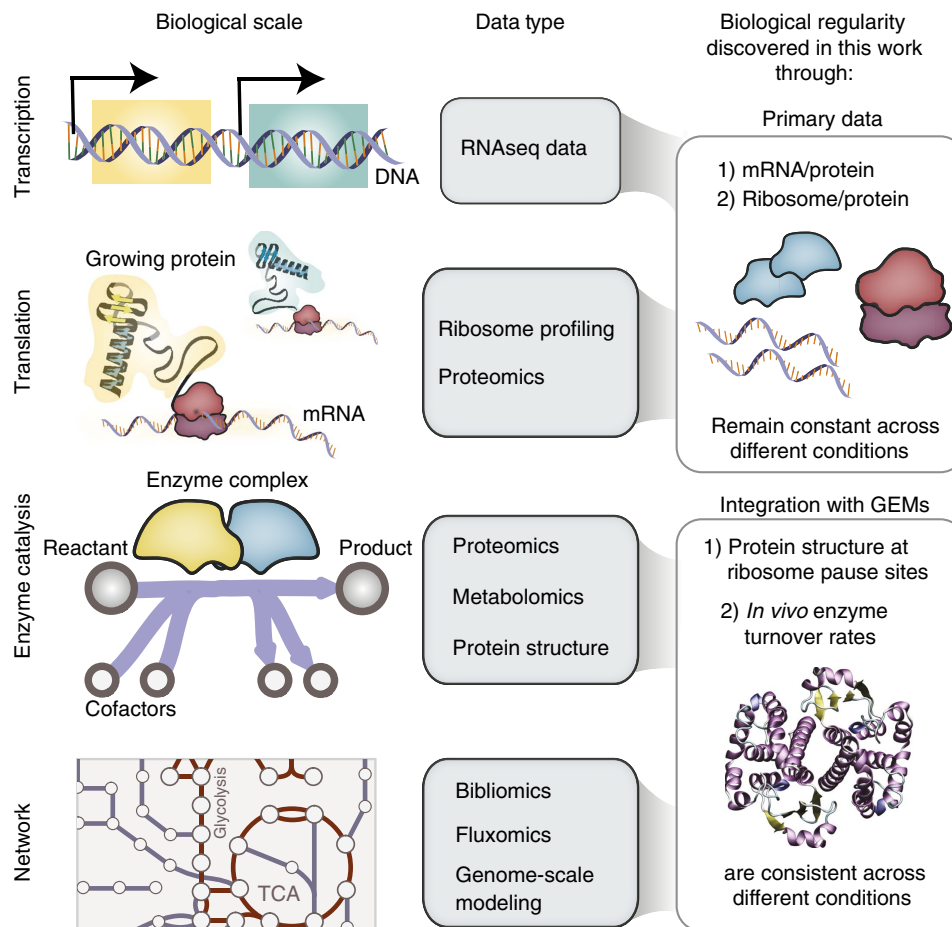 Biological scale
Data type
Biological regularity
discovered in this work
through:
Transcription
DNA
RNAseq data
Primary data
1) mRNA/protein
2) Ribosome/protein
Remain constant across
different conditions
Translation
Growing protein
mRNA
Ribosome profiling
Proteomics
Enzyme catalysis
Enzyme complex
Reactant
Product
Cofactors
Proteomics
Metabolomics
Protein structure
Integration with GEMs
1) Protein structure at
ribosome pause sites
2) In vivo enzyme
turnover rates
are consistent across
different conditions
Network
Glycolysis
TCA
Bibliomics
Fluxomics
Genome-scale
modeling